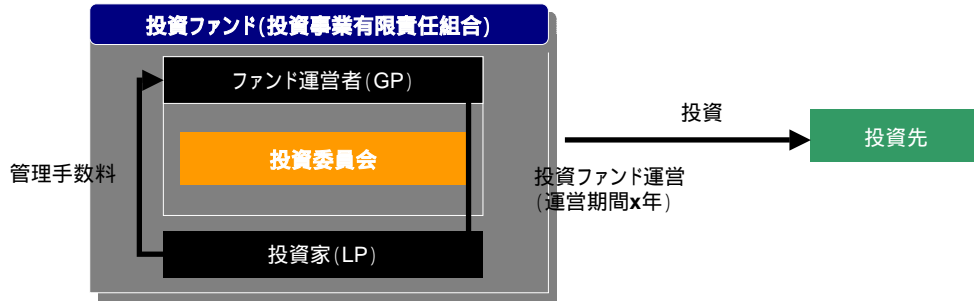 投資ファンド(投資事業有限責任組合)
ファンド運営者(GP)
投資委員会
管理手数料
投資家(LP)
投資
投資先
投資ファンド運営
(運営期間x年)